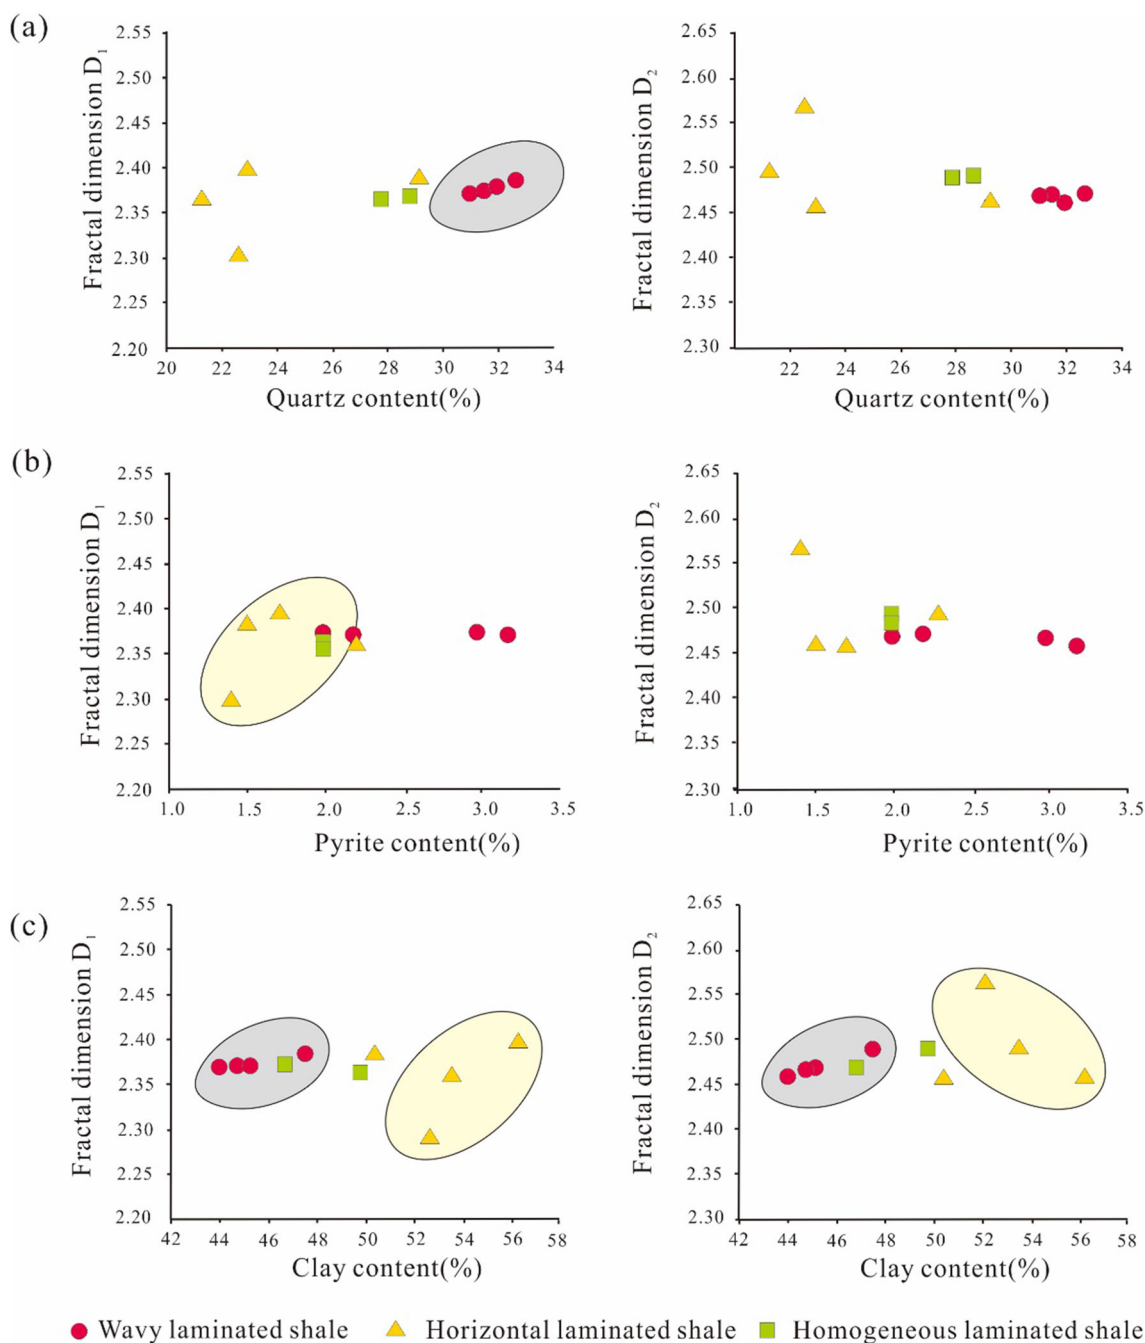 (a)
Fractal dimension D₁
2.55
2.50
2.45
2.40
2.35
2.30
2.25
2.20
20 22 24 26 28 30 32 34
Quartz content(%)
Fractal dimension D₂
2.65
2.60
2.55
2.50
2.45
2.40
2.35
2.30
22 24 26 28 30 32 34
Quartz content(%)
(b)
Fractal dimension D₁
2.55
2.50
2.45
2.40
2.35
2.30
2.25
2.20
1.0 1.5 2.0 2.5 3.0 3.5
Pyrite content(%)
Fractal dimension D₂
2.65
2.60
2.55
2.50
2.45
2.40
2.35
2.30
1.0 1.5 2.0 2.5 3.0 3.5
Pyrite content(%)
(c)
Fractal dimension D₁
2.55
2.50
2.45
2.40
2.35
2.30
2.25
2.20
42 44 46 48 50 52 54 56 58
Clay content(%)
Fractal dimension D₂
2.65
2.60
2.55
2.50
2.45
2.40
2.35
2.30
42 44 46 48 50 52 54 56 58
Clay content(%)
Wavy laminated shale Horizontal laminated shale Homogeneous laminated shale